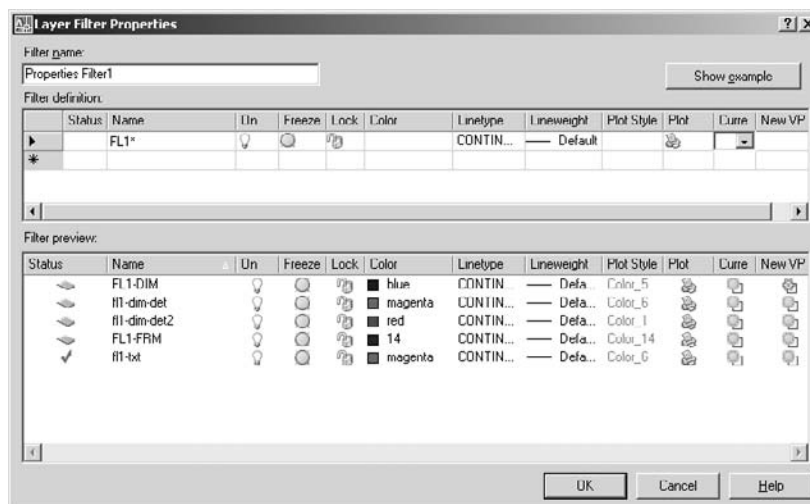 Layer Filter Properties
Filter name:
Properties Filter1
Show example
Filter definition:
Status Name On Freeze Lock Color Linetype Lineweight Plot Style Plot Curre New VP
FL1* CONTIN... Default
Filter preview:
Status Name On Freeze Lock Color Linetype Lineweight Plot Style Plot Curre New VP
FL1-DIM blue CONTIN... Defa... Color_5
fl1-dim-det magenta CONTIN... Defa... Color_6
fl1-dim-det2 red CONTIN... Defa... Color_1
FL1-FRM 14 CONTIN... Defa... Color_14
fl1-txt magenta CONTIN... Defa... Color_6
OK Cancel Help